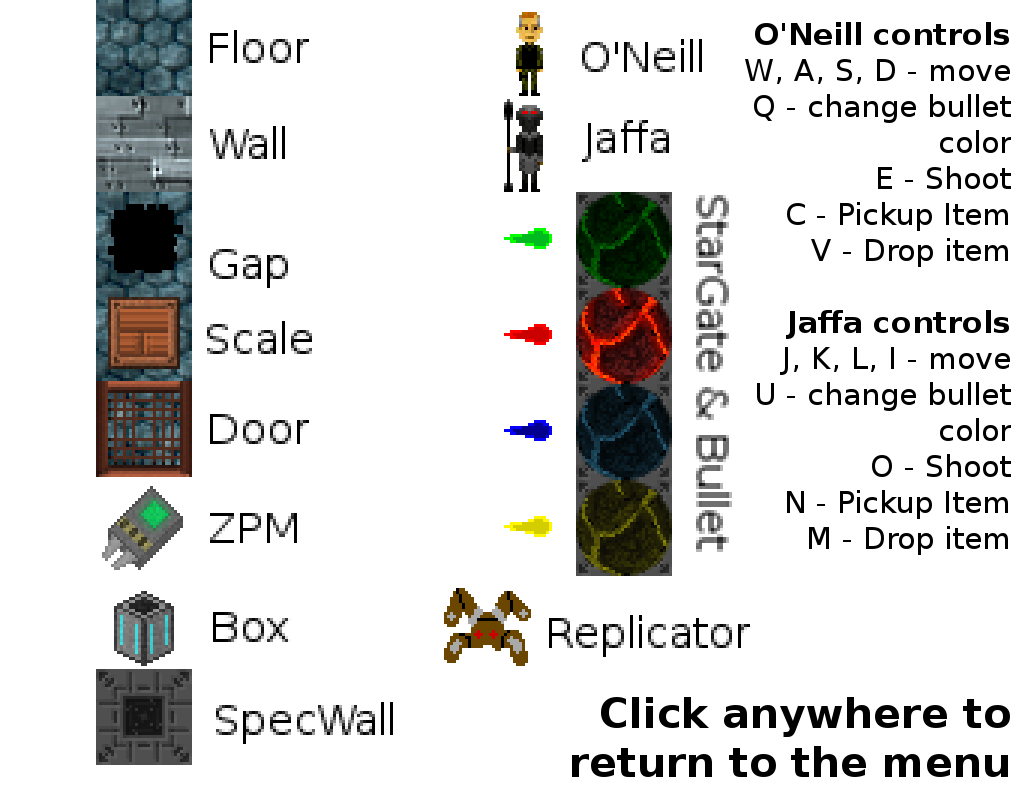 Floor
Wall
Gap
Scale
Door
ZPM
Box
SpecWall
O'Neill
Jaffa
StarGate & Bullet
Replicator
O'Neill controls
W, A, S, D - move
Q - change bullet
color
E - Shoot
C - Pickup Item
V - Drop item
Jaffa controls
J, K, L, I - move
U - change bullet
color
O - Shoot
N - Pickup Item
M - Drop item
Click anywhere to
return to the menu